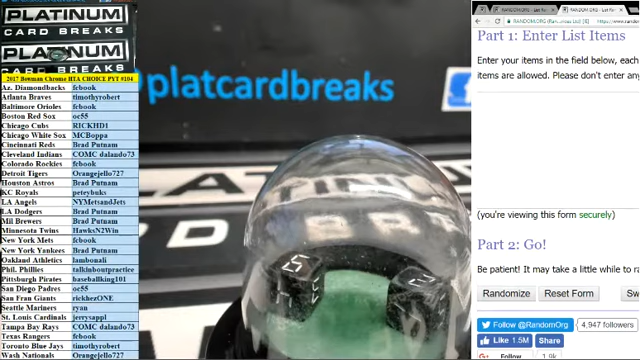 PLATINUM
CARD BREAKS
PLATINUM
CARD BREAKS
2017 Bowman Chrome HTA CHOICE PYT #104
Az. Diamondbacks fcbook
Atlanta Braves timothyrobert
Baltimore Orioles fcbook
Boston Red Sox oc55
Chicago Cubs RICKHD1
Chicago White Sox MCBoppa
Cincinnati Reds Brad Putnam
Cleveland Indians COMC dalando73
Colorado Rockies fcbook
Detroit Tigers Orangejello727
Houston Astros Brad Putnam
KC Royals peteybuks
LA Angels NYMetsandJets
LA Dodgers Brad Putnam
Mil Brewers Brad Putnam
Minnesota Twins HawksN2Win
New York Mets fcbook
New York Yankees Brad Putnam
Oakland Athletics lambonali
Phil. Phillies talkinboutpractice
Pittsburgh Pirates baseballking101
San Diego Padres oc55
San Fran Giants rickhezONE
Seattle Mariners ryan
St. Louis Cardinals jerrysappl
Tampa Bay Rays COMC dalando73
Texas Rangers fcbook
Toronto Blue Jays timothyrobert
Wash Nationals Orangejello727
@platcardbreaks
Part 1: Enter List Items
Enter your items in the field below, each
items are allowed. Please don't enter any
(you're viewing this form securely)
Part 2: Go!
Be patient! It may take a little while to ra
Randomize Reset Form Sw
Follow @RandomOrg 4,947 followers
Like 1.5M Share
Follow 1.9k